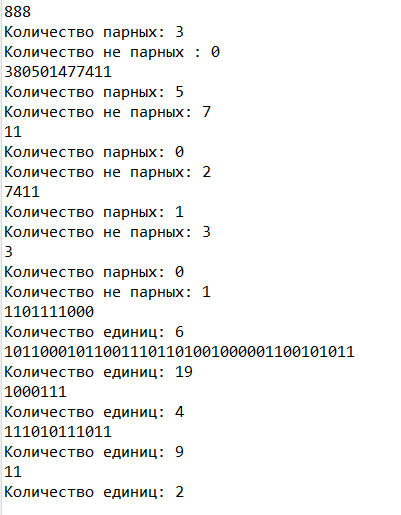 888
Количество парных: 3
Количество не парных : 0
380501477411
Количество парных: 5
Количество не парных: 7
11
Количество парных: 0
Количество не парных: 2
7411
Количество парных: 1
Количество не парных: 3
3
Количество парных: 0
Количество не парных: 1
1101111000
Количество единиц: 6
10110001011001110110100100000110010​1011
Количество единиц: 19
1000111
Количество единиц: 4
111010111011
Количество единиц: 9
11
Количество единиц: 2